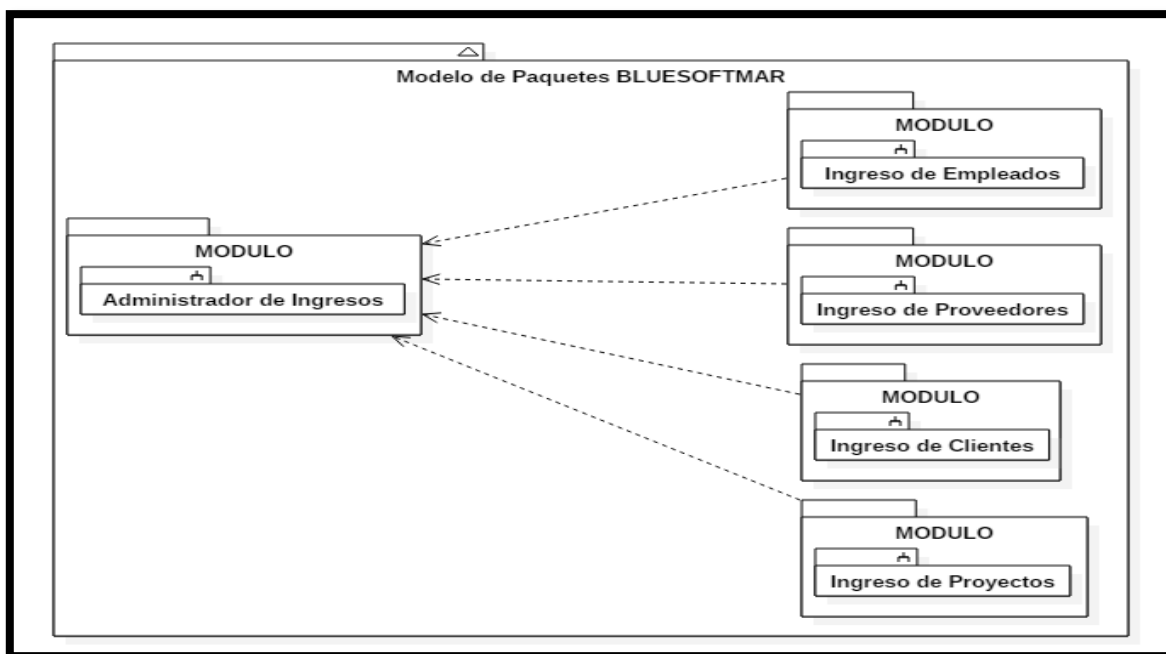 Modelo de Paquetes BLUESOFTMAR
MODULO
Ingreso de Empleados
MODULO
Administrador de Ingresos
MODULO
Ingreso de Proveedores
MODULO
Ingreso de Clientes
MODULO
Ingreso de Proyectos